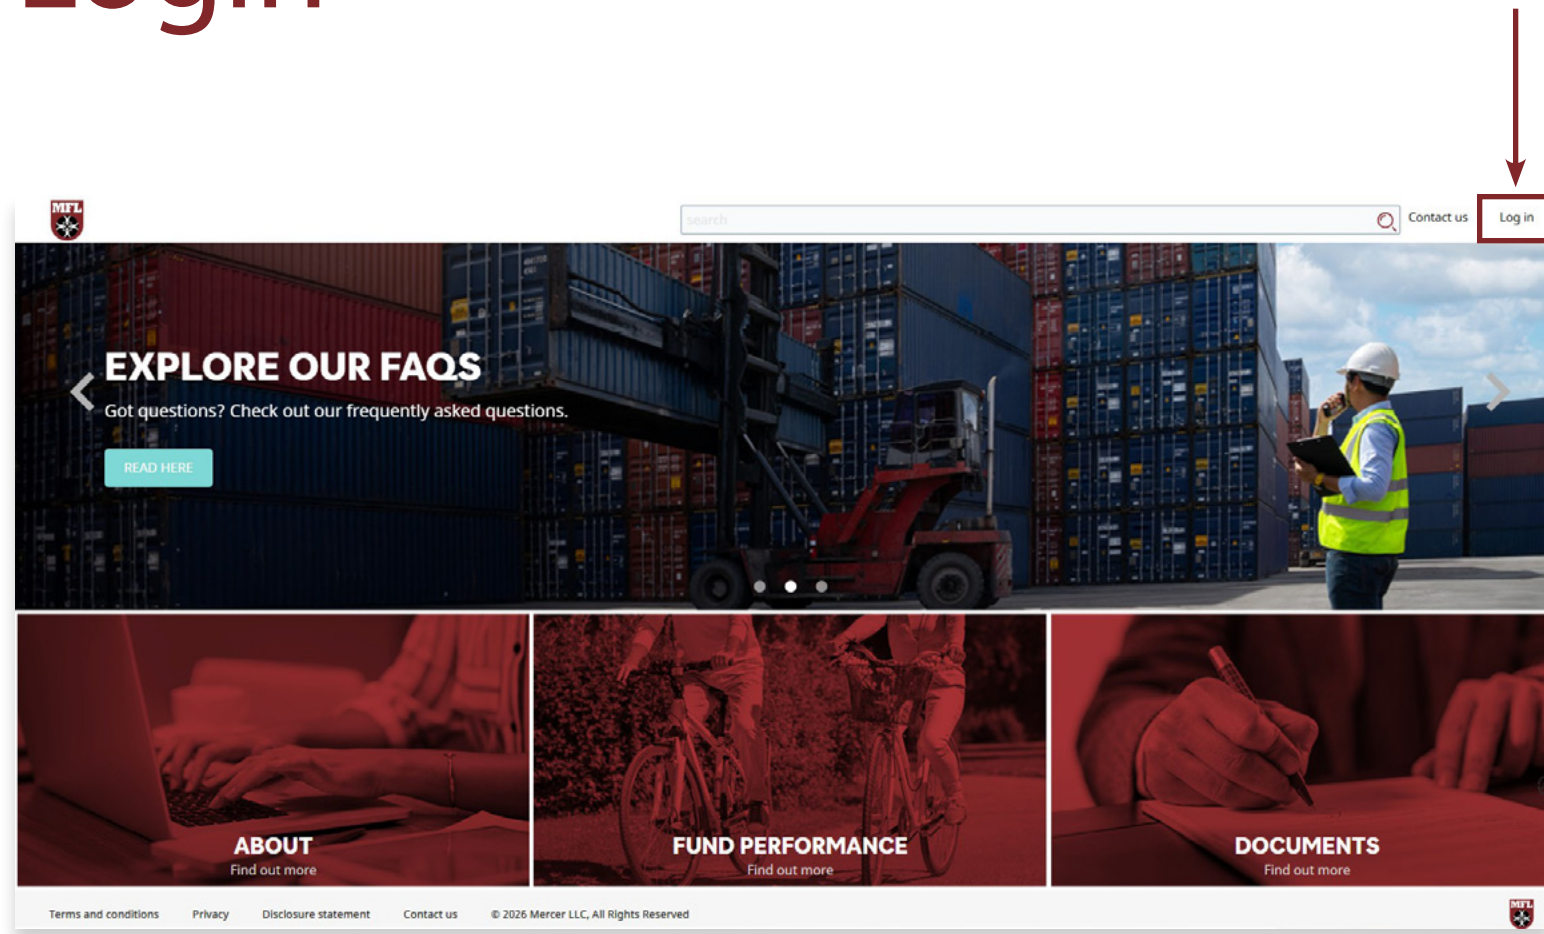 Login
MFL
search
Contact us
Log in
EXPLORE OUR FAQS
Got questions? Check out our frequently asked questions.
READ HERE
ABOUT
Find out more
FUND PERFORMANCE
Find out more
DOCUMENTS
Find out more
Terms and conditions Privacy Disclosure statement Contact us © 2026 Mercer LLC, All Rights Reserved
MFL